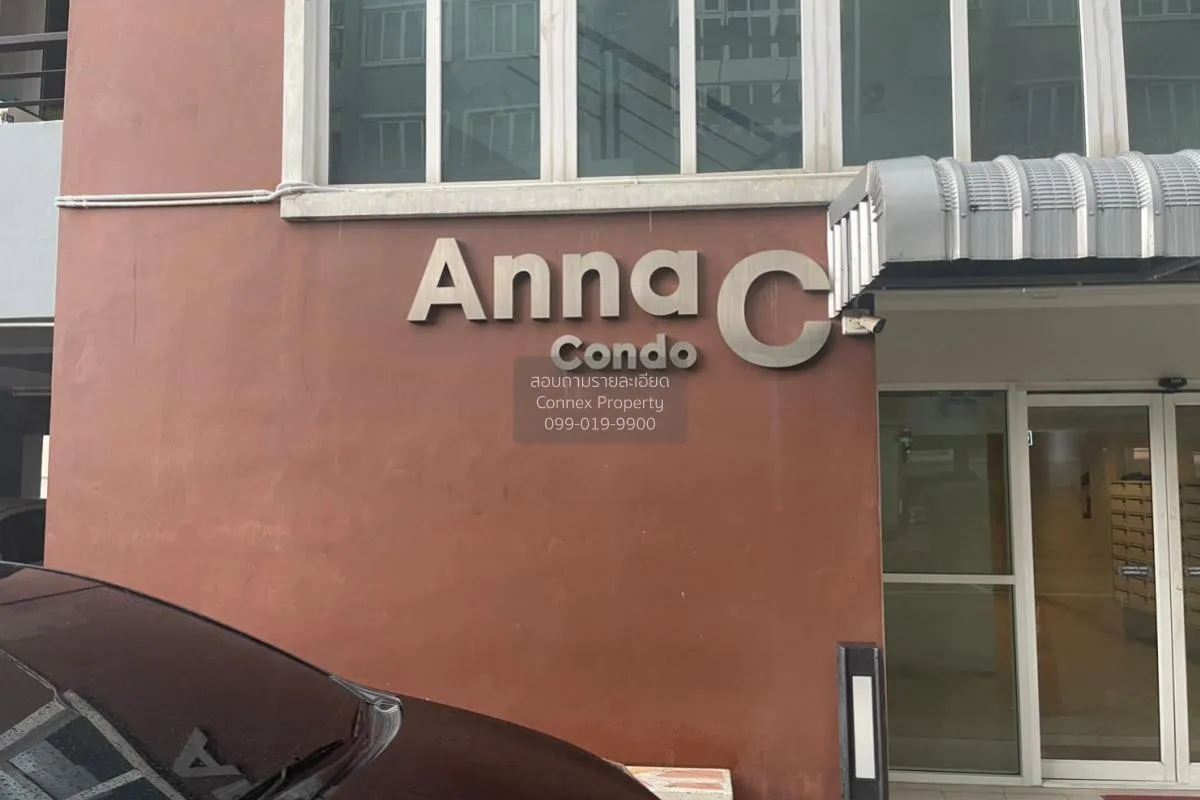 Anna C
Condo
สอบถามรายละเอียด
Connex Property
099-019-9900